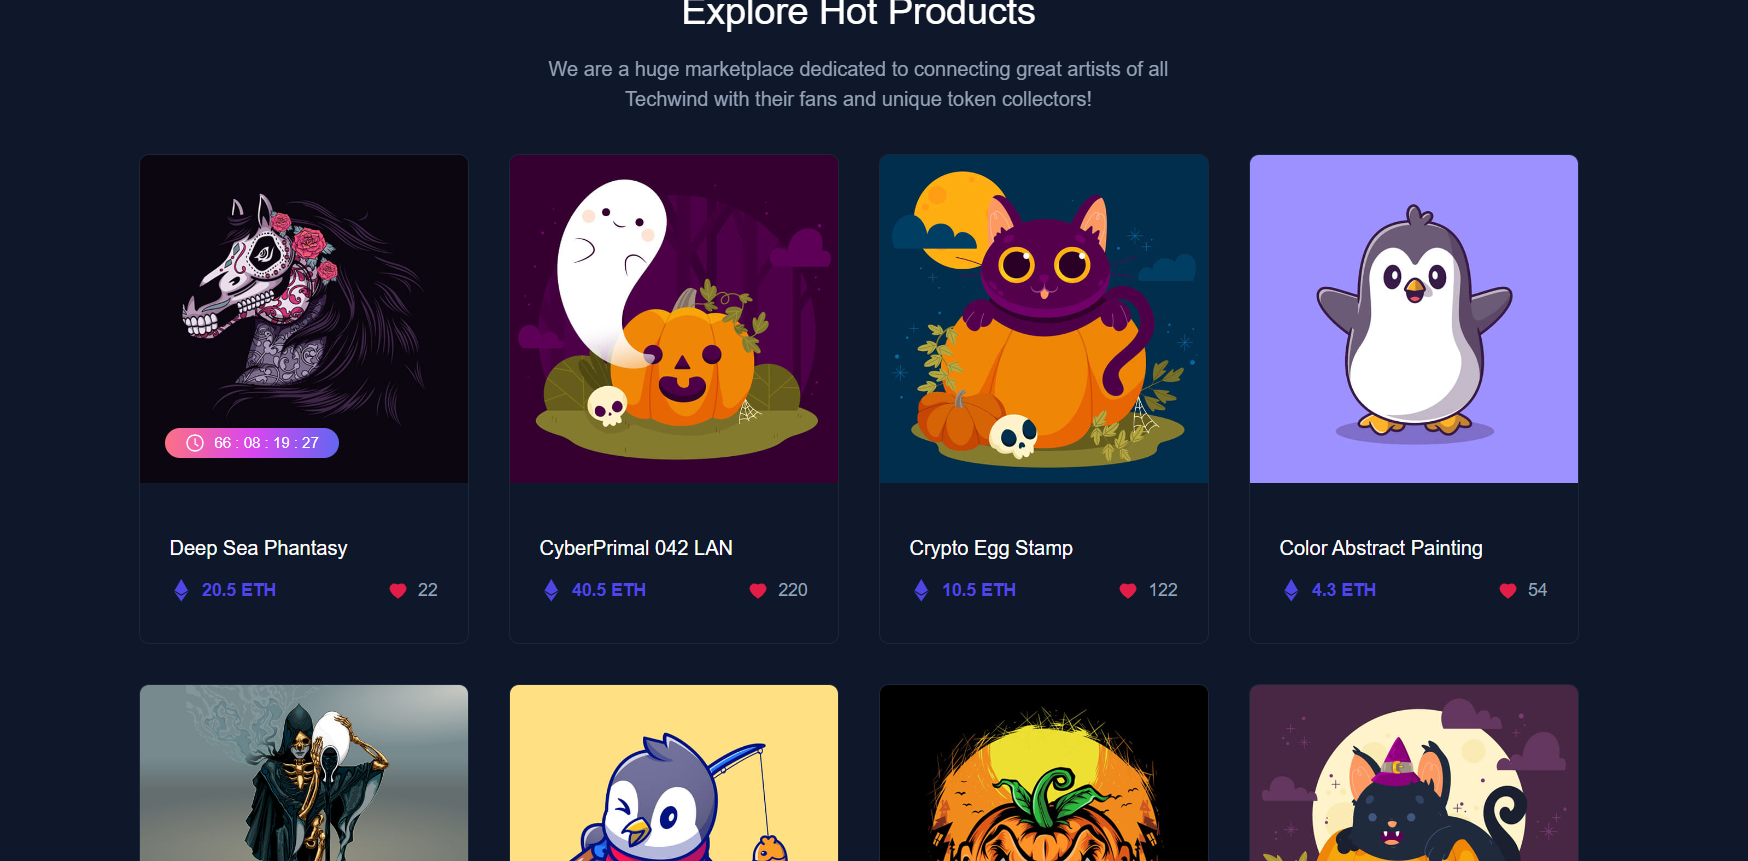 Explore Hot Products
We are a huge marketplace dedicated to connecting great artists of all
Techwind with their fans and unique token collectors!
66 : 08 : 19 : 27
Deep Sea Phantasy
20.5 ETH
22
CyberPrimal 042 LAN
40.5 ETH
220
Crypto Egg Stamp
10.5 ETH
122
Color Abstract Painting
4.3 ETH
54